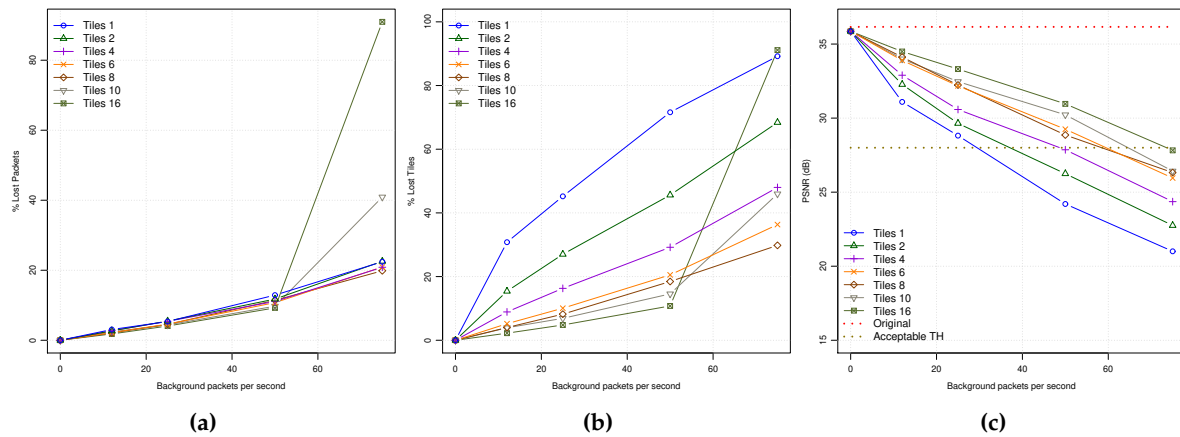 Tiles 1
Tiles 2
Tiles 4
Tiles 6
Tiles 8
Tiles 10
Tiles 16
% Lost Packets
0
20
40
60
80
0
20
40
60
Background packets per second
(a)
Tiles 1
Tiles 2
Tiles 4
Tiles 6
Tiles 8
Tiles 10
Tiles 16
% Lost Tiles
0
20
40
60
80
100
0
20
40
60
Background packets per second
(b)
PSNR (dB)
15
20
25
30
35
Tiles 1
Tiles 2
Tiles 4
Tiles 6
Tiles 8
Tiles 10
Tiles 16
Original
Acceptable TH
0
20
40
60
Background packets per second
(c)